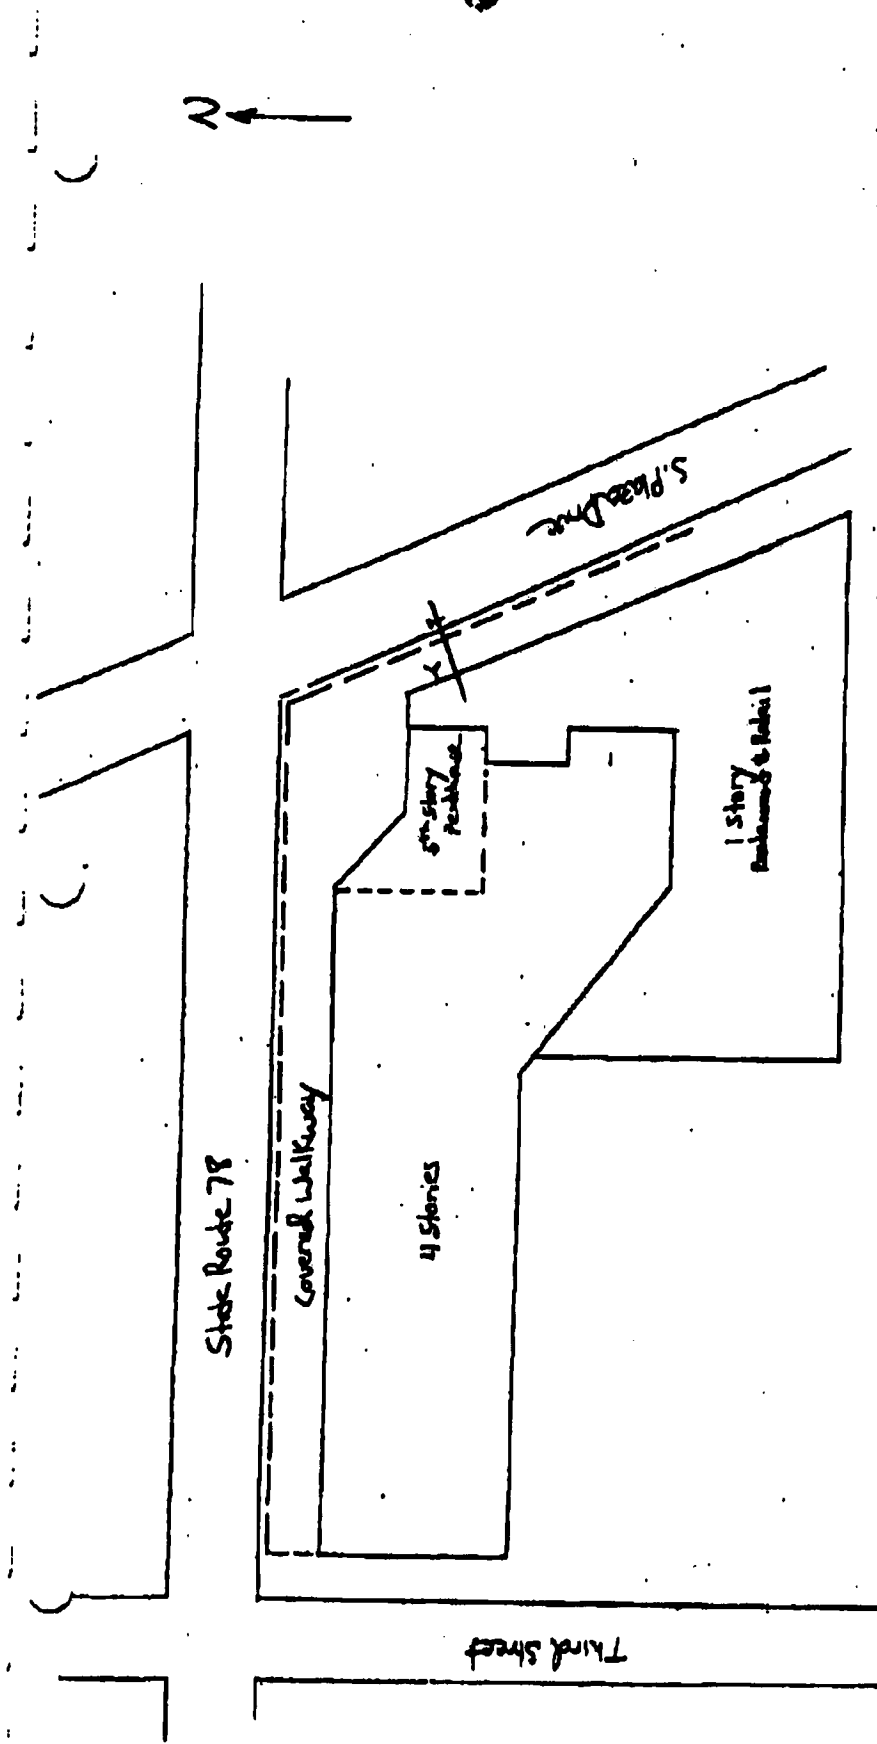 N
State Route 78
Covered Walkway
4 Stories
5th Story
Penthouse
S. Plaza Drive
X
1 Story
Restaurant & Retail
Third Street